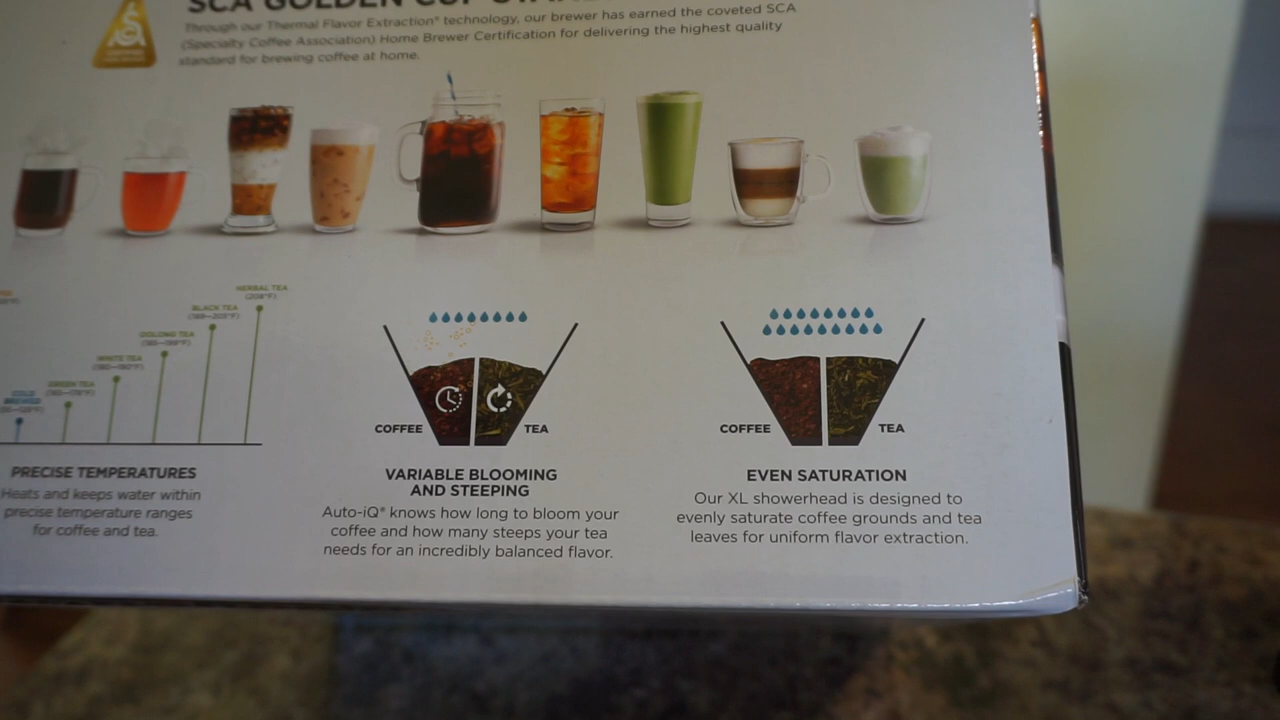 Through our Thermal Flavor Extraction® technology, our brewer has earned the coveted SCA
(Specialty Coffee Association) Home Brewer Certification for delivering the highest quality
standard for brewing coffee at home.
HERBAL TEA
(208°F)
BLACK TEA
OOLONG TEA
WHITE TEA
GREEN TEA
COLD
BREWED
COFFEE
TEA
COFFEE
TEA
PRECISE TEMPERATURES
Heats and keeps water within
precise temperature ranges
for coffee and tea.
VARIABLE BLOOMING
AND STEEPING
Auto-iQ® knows how long to bloom your
coffee and how many steeps your tea
needs for an incredibly balanced flavor.
EVEN SATURATION
Our XL showerhead is designed to
evenly saturate coffee grounds and tea
leaves for uniform flavor extraction.